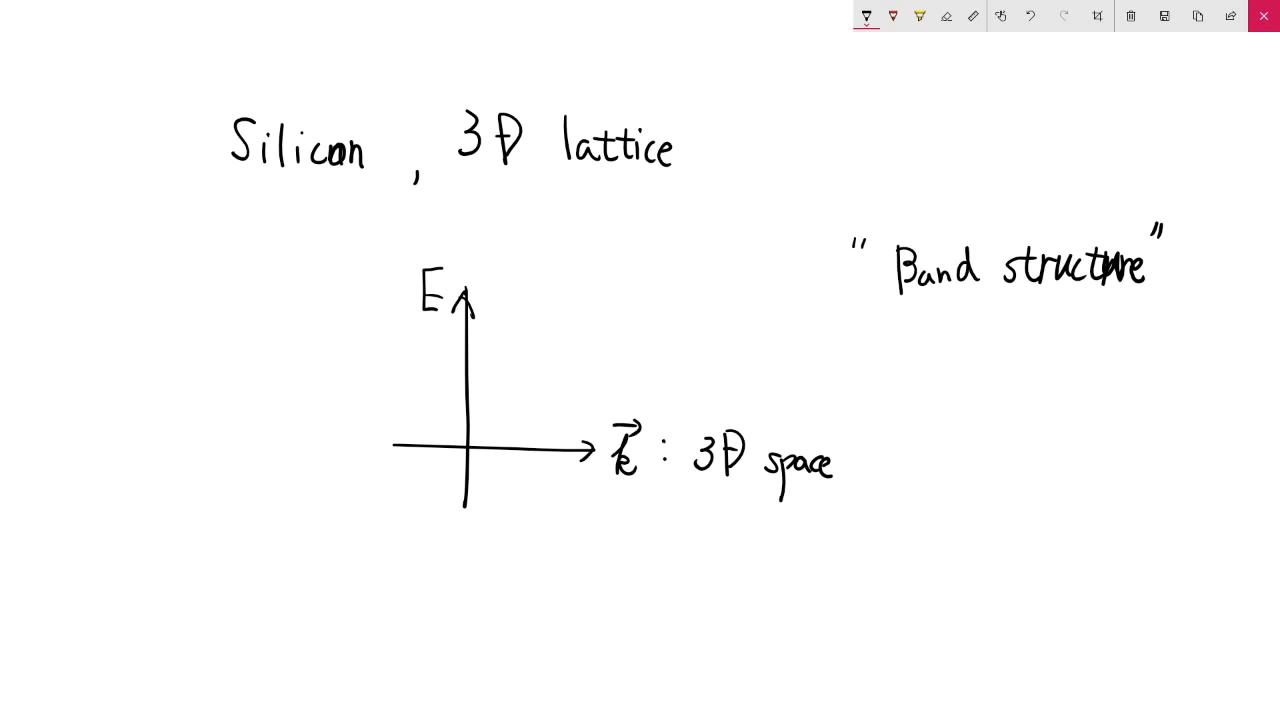 Silicon, 3D lattice
"Band structure"
E
k⃗ : 3D space